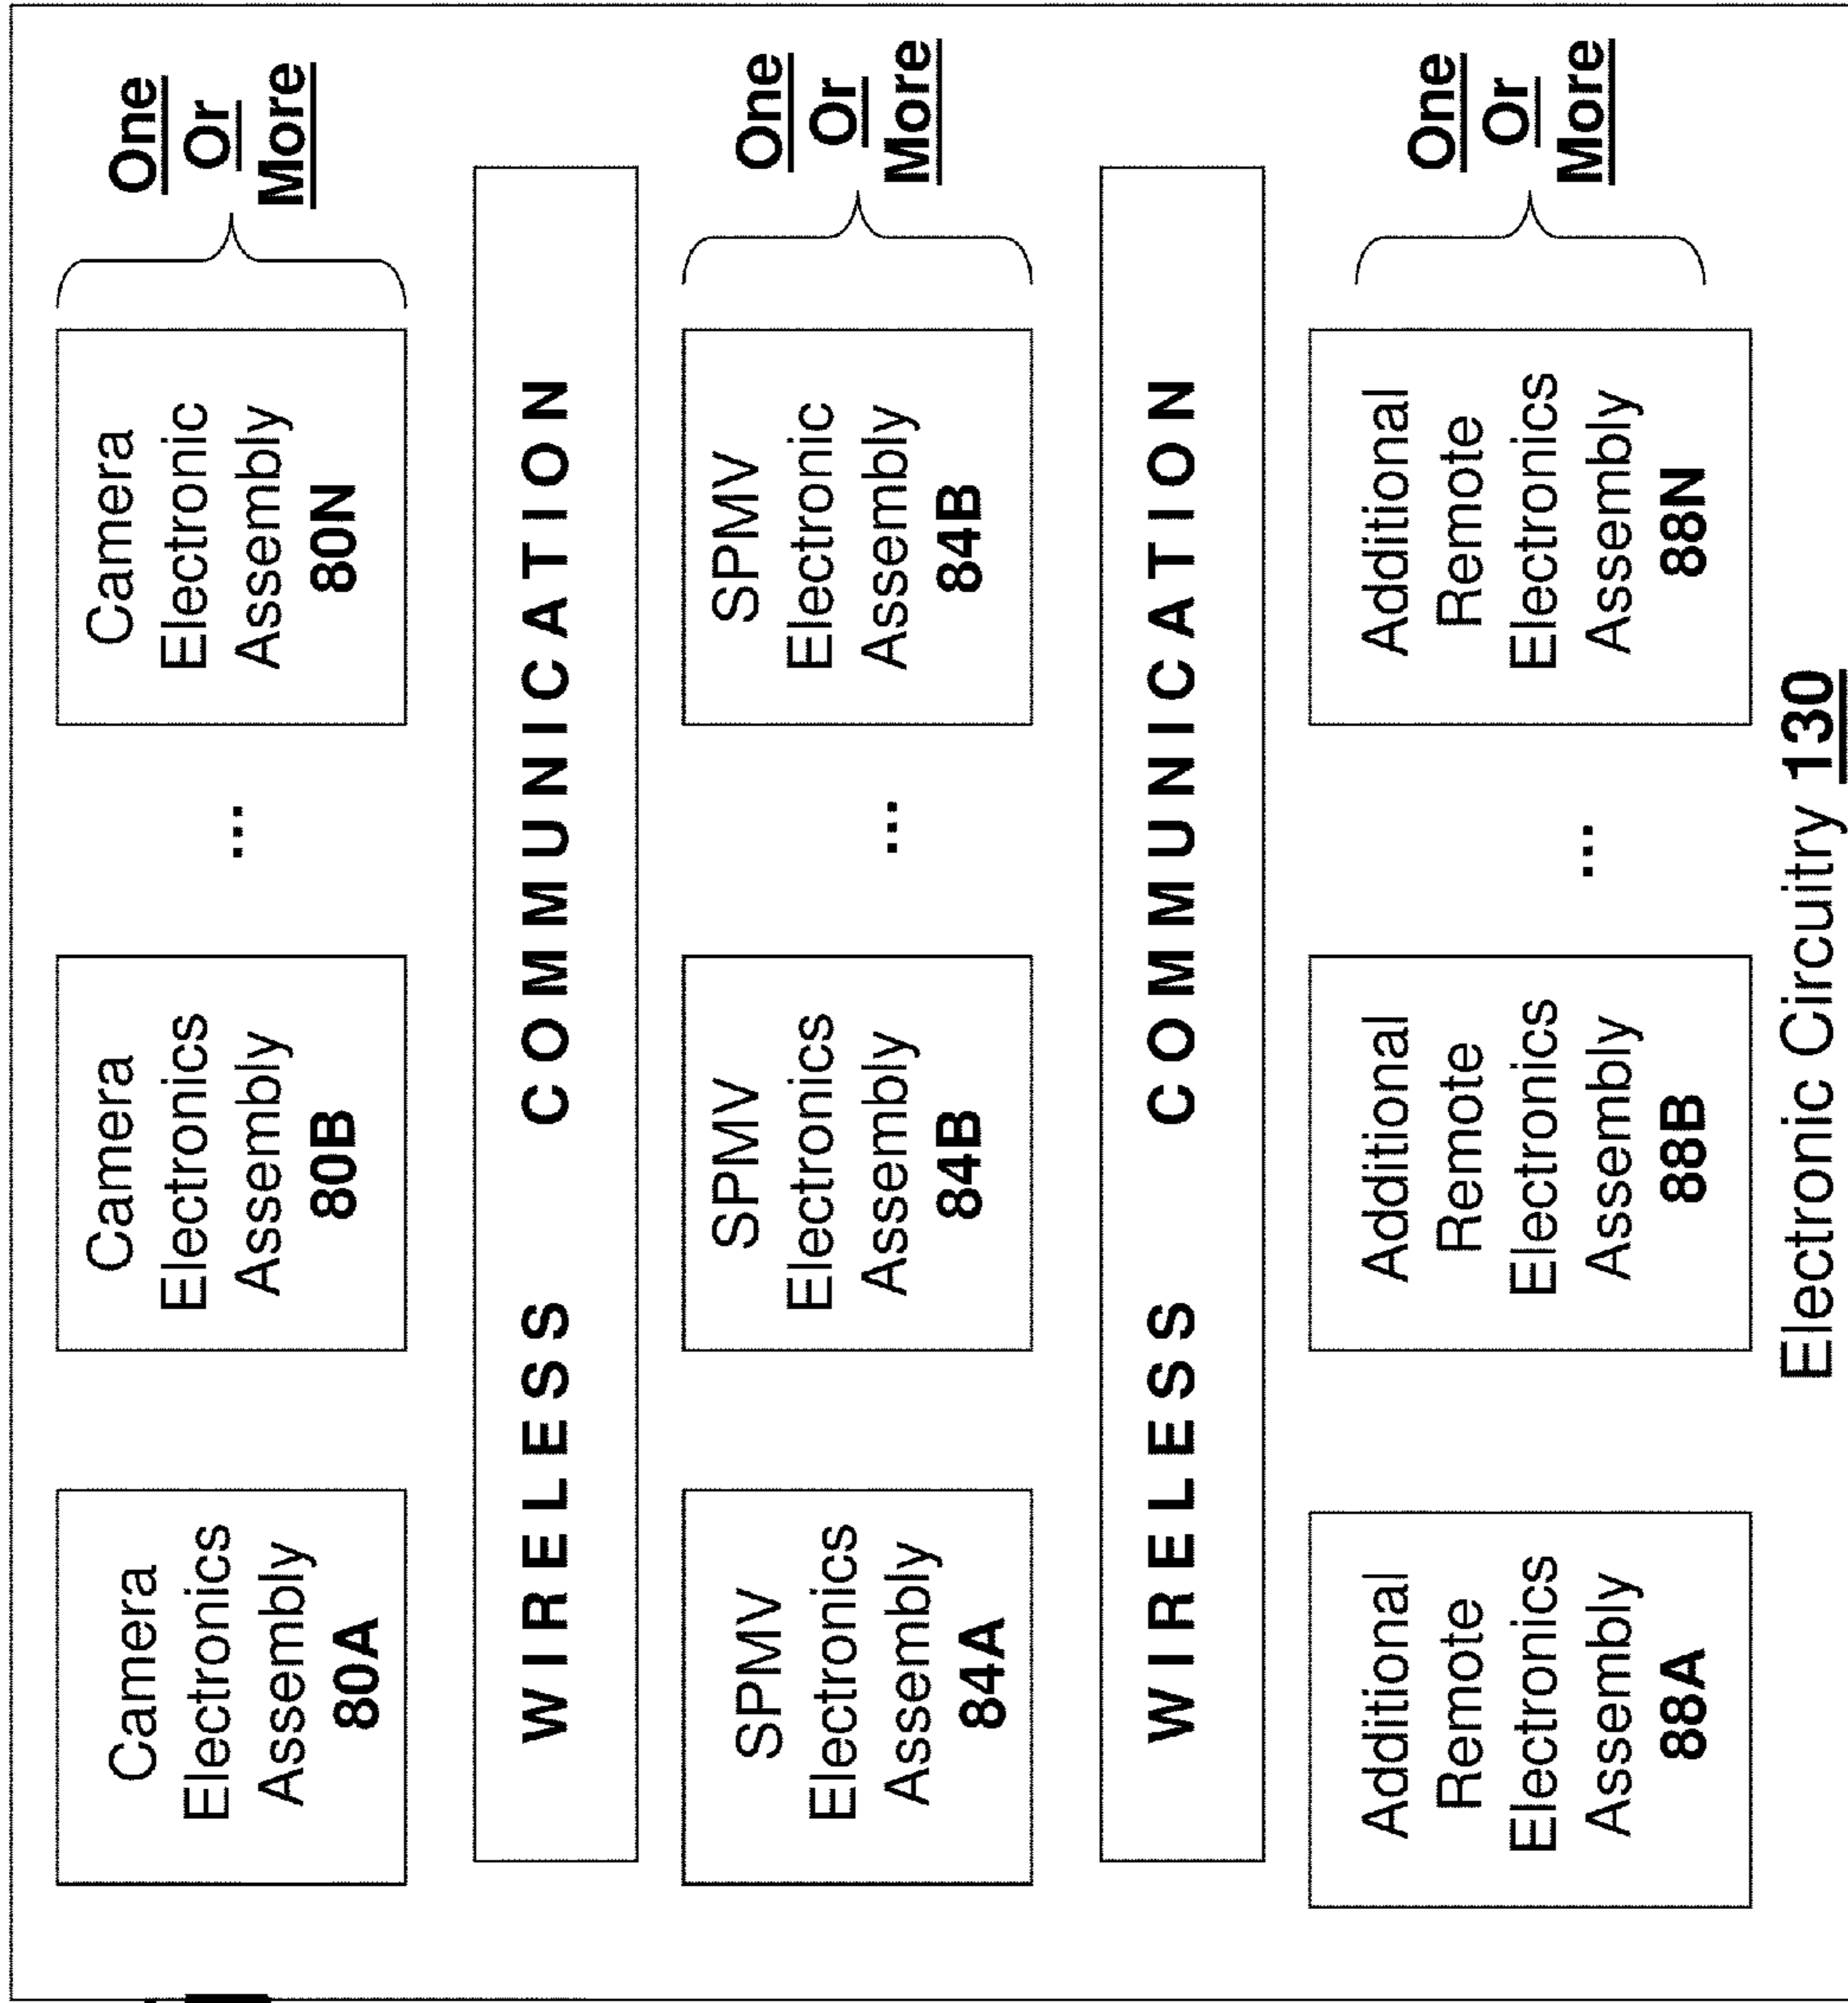 Camera
Electronics
Assembly
80A
Camera
Electronics
Assembly
80B
...
Camera
Electronic
Assembly
80N
One
Or
More
WIRELESS COMMUNICATION
SPMV
Electronics
Assembly
84A
SPMV
Electronics
Assembly
84B
...
SPMV
Electronic
Assembly
84B
One
Or
More
WIRELESS COMMUNICATION
Additional
Remote
Electronics
Assembly
88A
Additional
Remote
Electronics
Assembly
88B
...
Additional
Remote
Electronics
Assembly
88N
One
Or
More
Electronic Circuitry 130